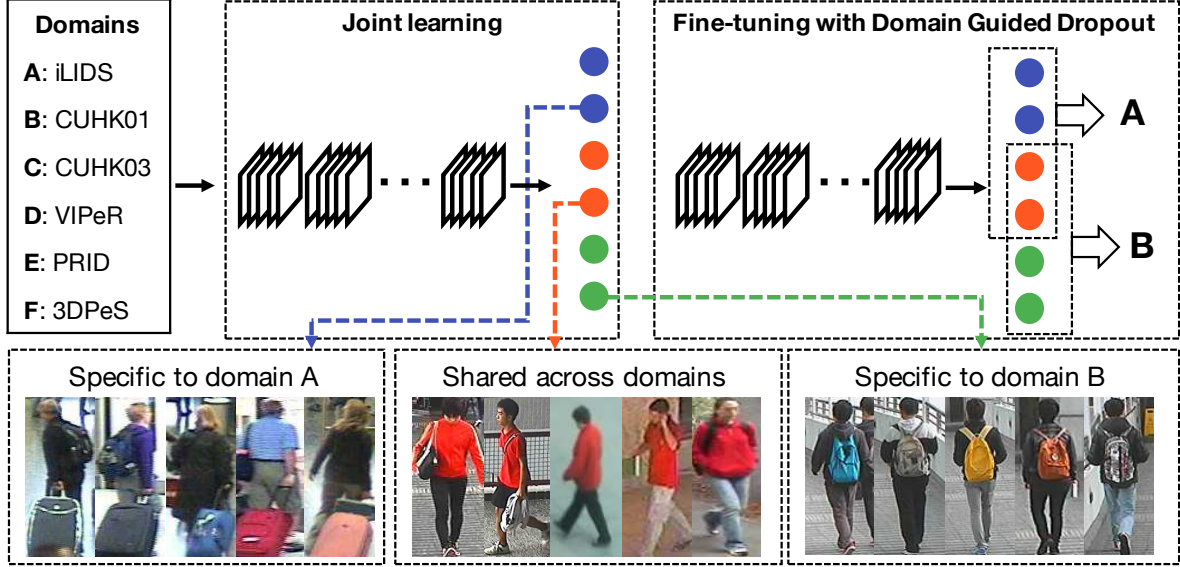 Domains
A: iLIDS
B: CUHK01
C: CUHK03
D: VIPeR
E: PRID
F: 3DPeS
Joint learning
Fine-tuning with Domain Guided Dropout
A
B
Specific to domain A
Shared across domains
Specific to domain B